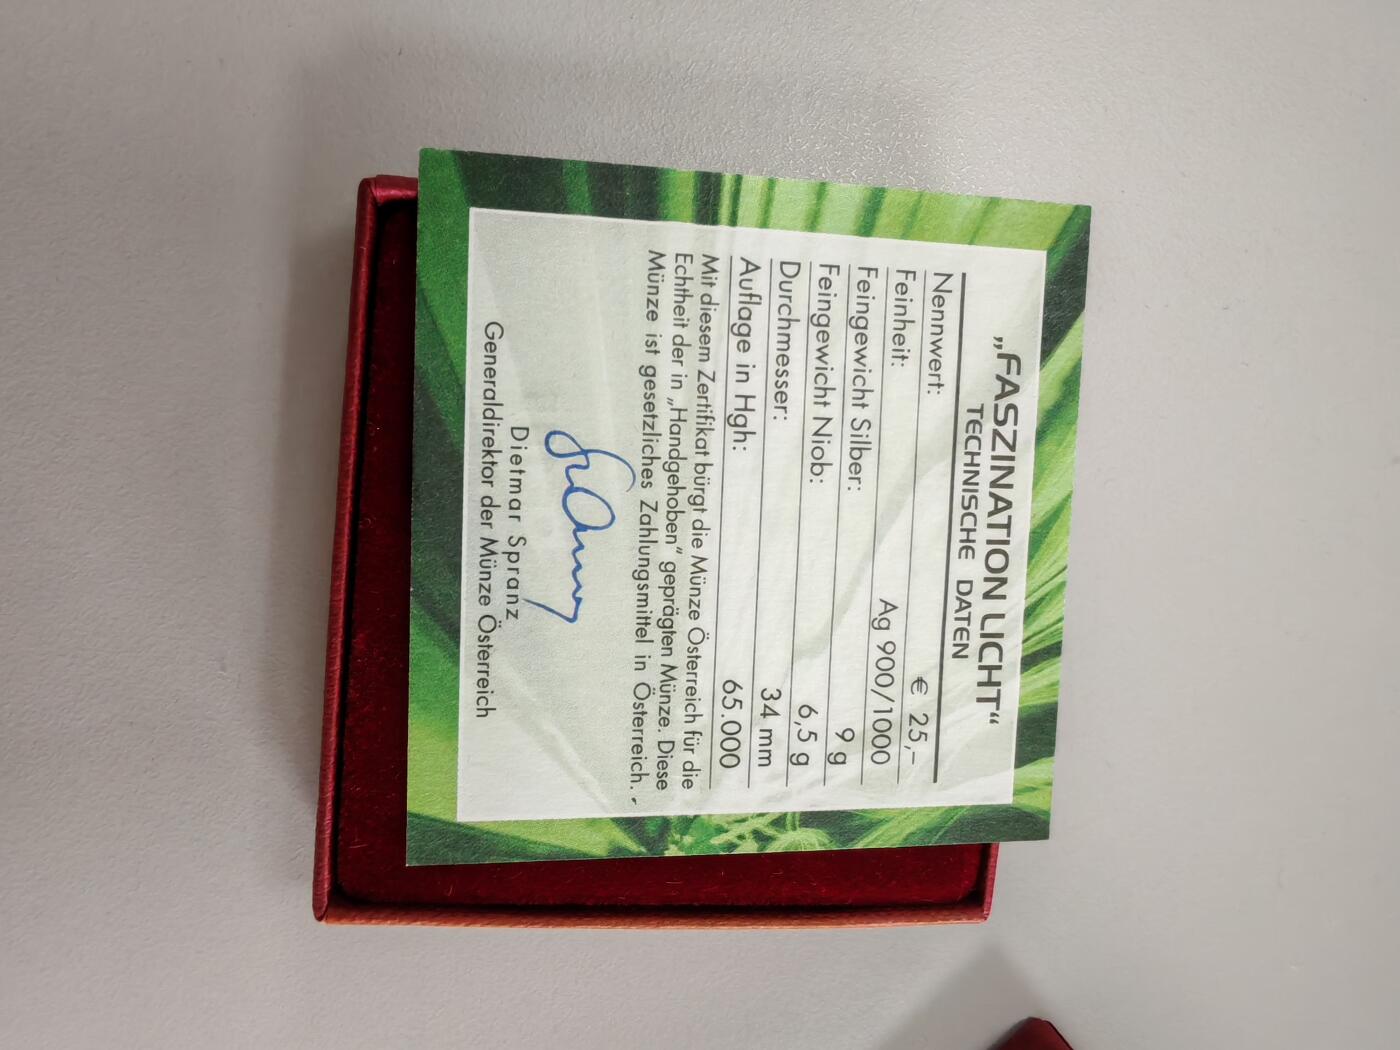 „FASZINATION LICHT“
TECHNISCHE DATEN
Nennwert: € 25,–
Feinheit: Ag 900/1000
Feingewicht Silber: 9 g
Feingewicht Niob: 6,5 g
Durchmesser: 34 mm
Auflage in Hgh: 65.000
Mit diesem Zertifikat bürgt die Münze Österreich für die
Echtheit der in „Handgehoben“ geprägten Münze. Diese
Münze ist gesetzliches Zahlungsmittel in Österreich.
Dietmar Spranz
Generaldirektor der Münze Österreich